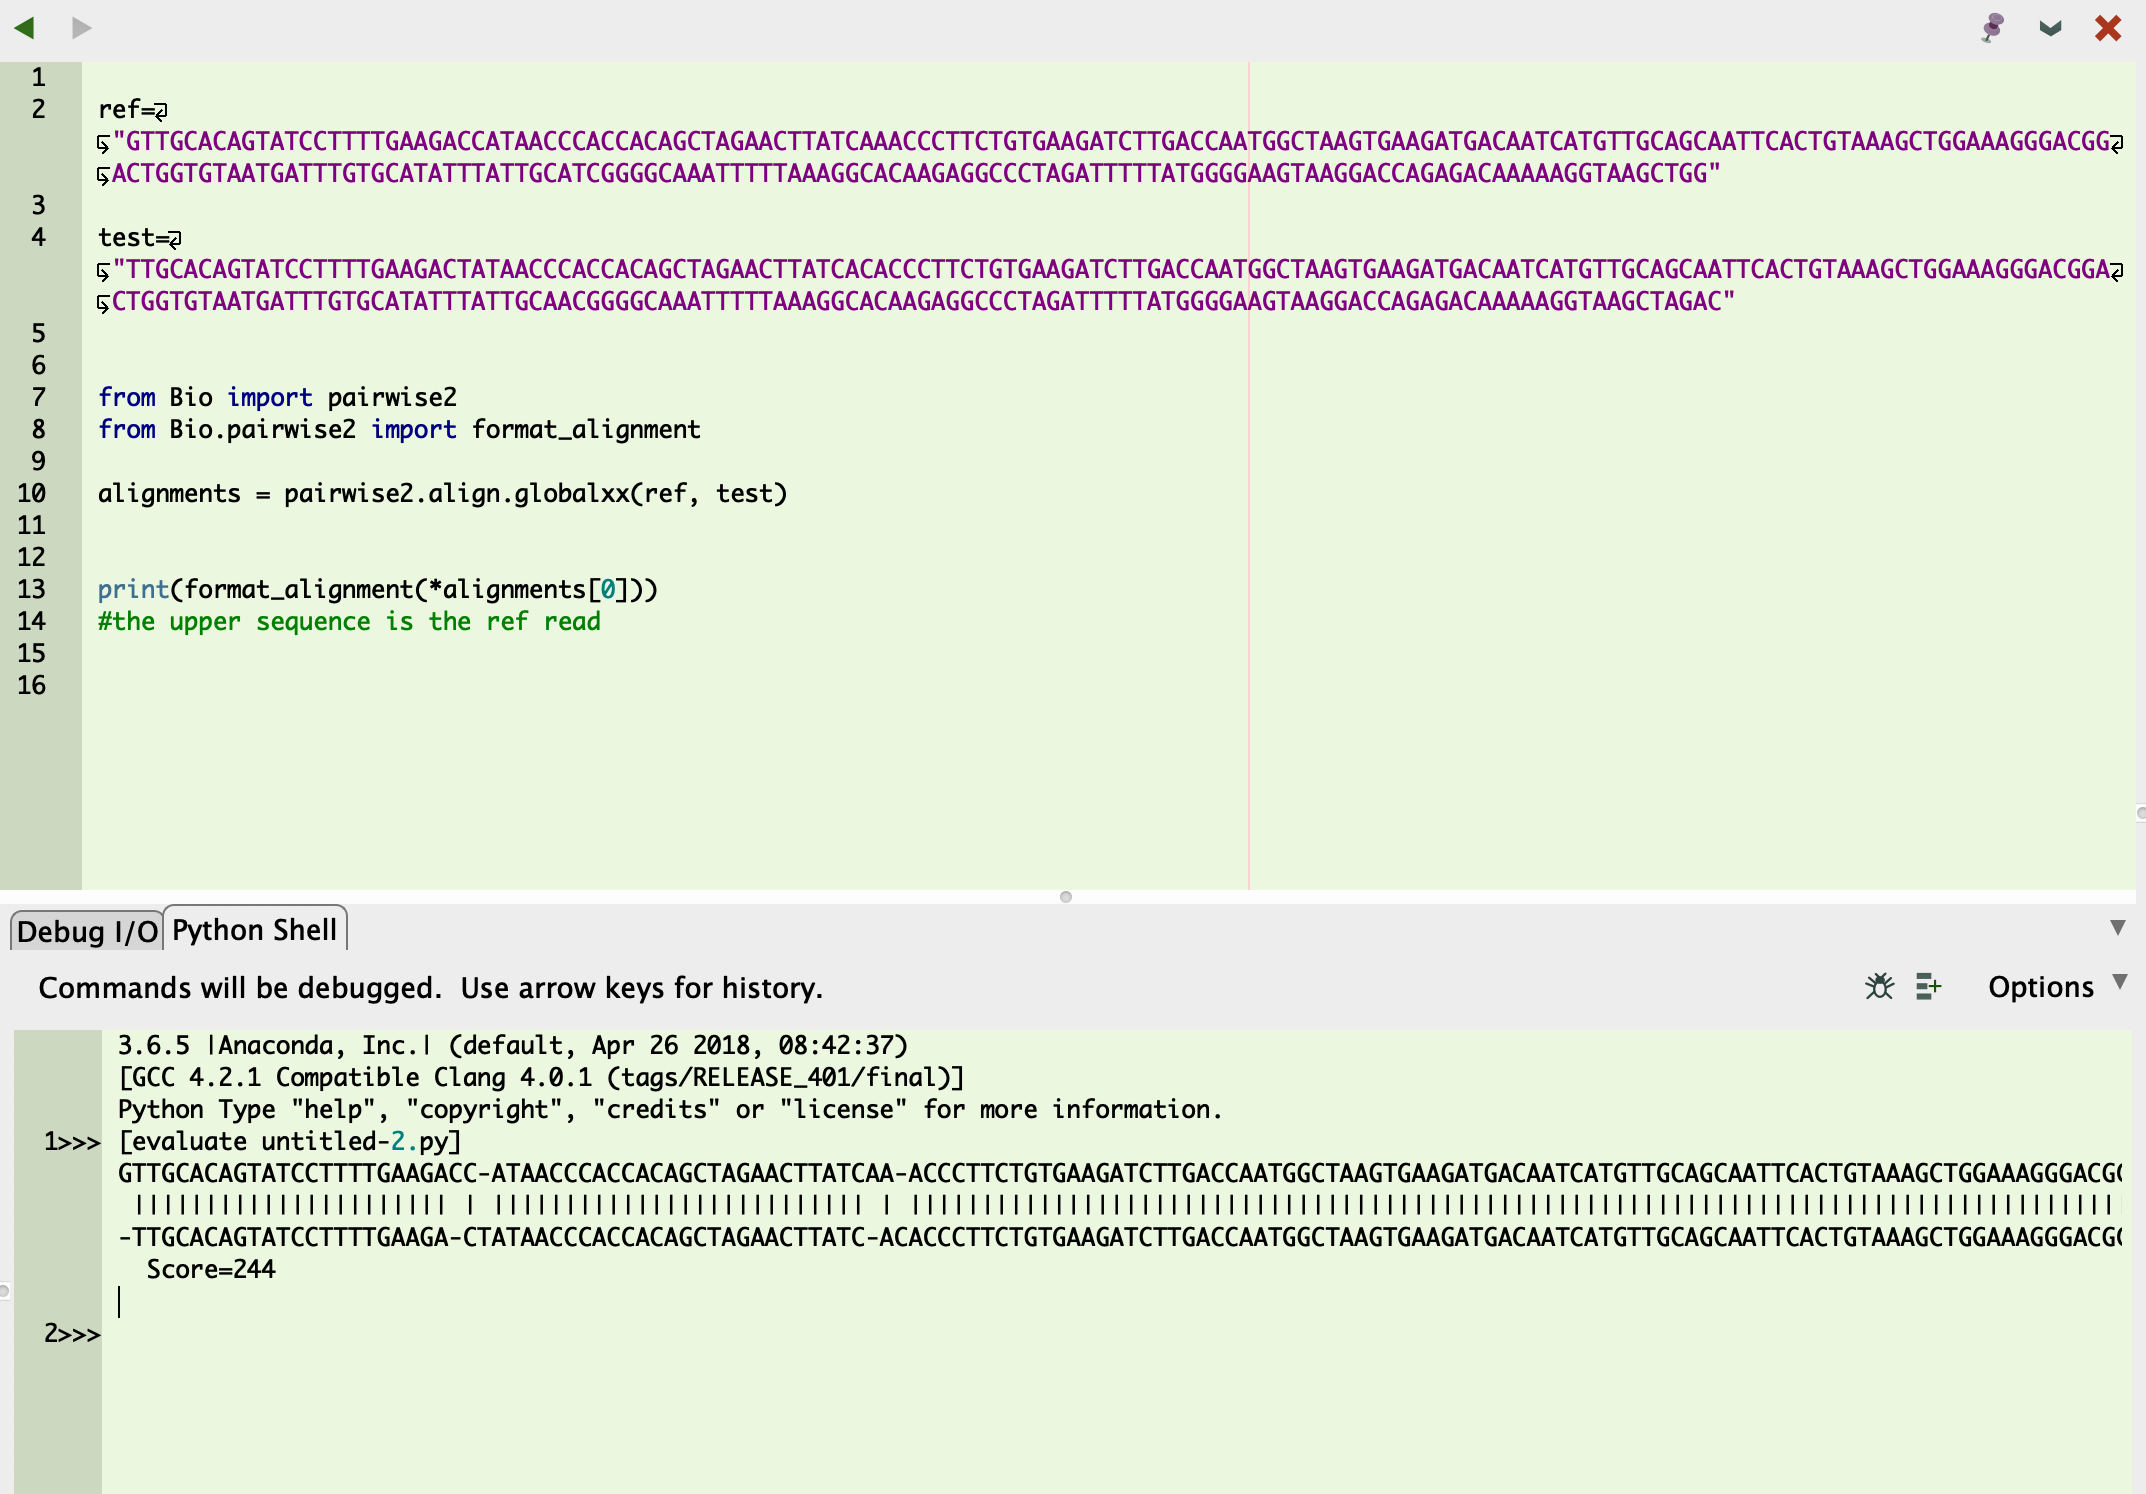 1
2 ref=
"GTTGCACAGTATCCTTTTGAAGACCATAACCCACCACAGCTAGAACTTATCAAACCCTTCTGTGAAGATCTTGACCAATGGCTAAGTGAAGATGACAATCATGTTGCAGCAATTCACTGTAAAGCTGGAAAGGGACGG
ACTGGTGTAATGATTTGTGCATATTTATTGCATCGGGGCAAATTTTTAAAGGCACAAGAGGCCCTAGATTTTTATGGGGAAGTAAGGACCAGAGACAAAAAGGTAAGCTGG"
3
4 test=
"TTGCACAGTATCCTTTTGAAGACTATAACCCACCACAGCTAGAACTTATCACACCCTTCTGTGAAGATCTTGACCAATGGCTAAGTGAAGATGACAATCATGTTGCAGCAATTCACTGTAAAGCTGGAAAGGGACGGA
CTGGTGTAATGATTTGTGCATATTTATTGCAACGGGGCAAATTTTTAAAGGCACAAGAGGCCCTAGATTTTTATGGGGAAGTAAGGACCAGAGACAAAAAGGTAAGCTAGAC"
5
6
7 from Bio import pairwise2
8 from Bio.pairwise2 import format_alignment
9
10 alignments = pairwise2.align.globalxx(ref, test)
11
12
13 print(format_alignment(*alignments[0]))
14 #the upper sequence is the ref read
15
16
Debug I/O Python Shell
Commands will be debugged.  Use arrow keys for history. Options
3.6.5 |Anaconda, Inc.| (default, Apr 26 2018, 08:42:37)
[GCC 4.2.1 Compatible Clang 4.0.1 (tags/RELEASE_401/final)]
Python Type "help", "copyright", "credits" or "license" for more information.
1>>> [evaluate untitled-2.py]
GTTGCACAGTATCCTTTTGAAGACC-ATAACCCACCACAGCTAGAACTTATCAA-ACCCTTCTGTGAAGATCTTGACCAATGGCTAAGTGAAGATGACAATCATGTTGCAGCAATTCACTGTAAAGCTGGAAAGGGACG
-TTGCACAGTATCCTTTTGAAGA-CTATAACCCACCACAGCTAGAACTTATC-ACACCCTTCTGTGAAGATCTTGACCAATGGCTAAGTGAAGATGACAATCATGTTGCAGCAATTCACTGTAAAGCTGGAAAGGGACG
Score=244
2>>>